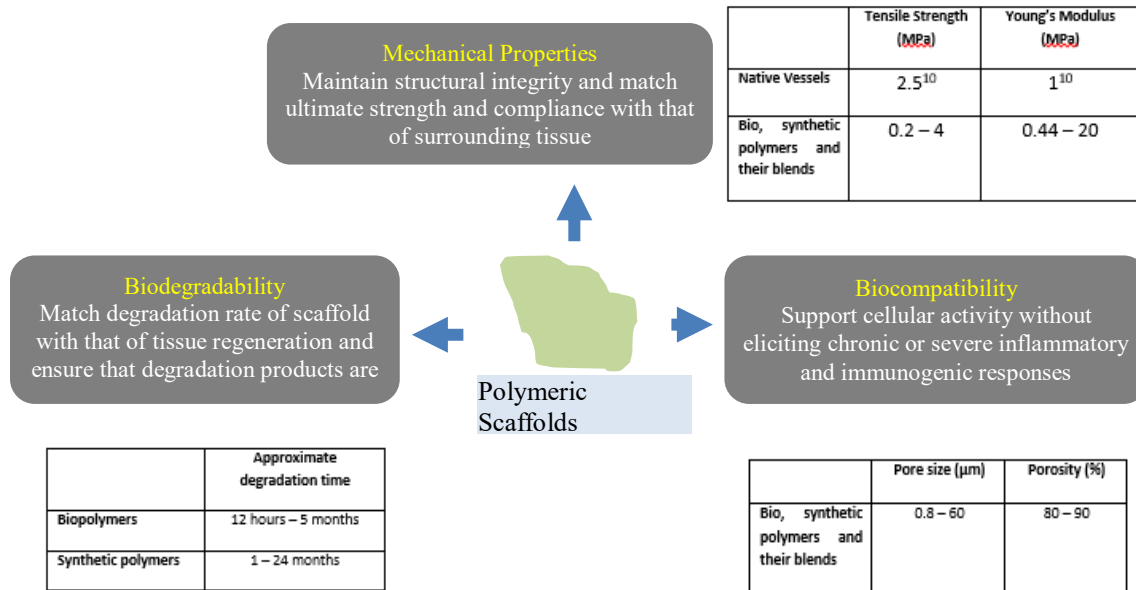 Mechanical Properties
Maintain structural integrity and match
ultimate strength and compliance with that
of surrounding tissue
Tensile Strength Young's Modulus
(MPa) (MPa)
Native Vessels 2.5¹⁰ 1¹⁰
Bio, synthetic 0.2 – 4 0.44 – 20
polymers and
their blends
Biodegradability
Match degradation rate of scaffold
with that of tissue regeneration and
ensure that degradation products are
Biocompatibility
Support cellular activity without
eliciting chronic or severe inflammatory
and immunogenic responses
Polymeric
Scaffolds
Approximate
degradation time
Biopolymers 12 hours – 5 months
Synthetic polymers 1 – 24 months
Pore size (µm) Porosity (%)
Bio, synthetic 0.8 – 60 80 – 90
polymers and
their blends